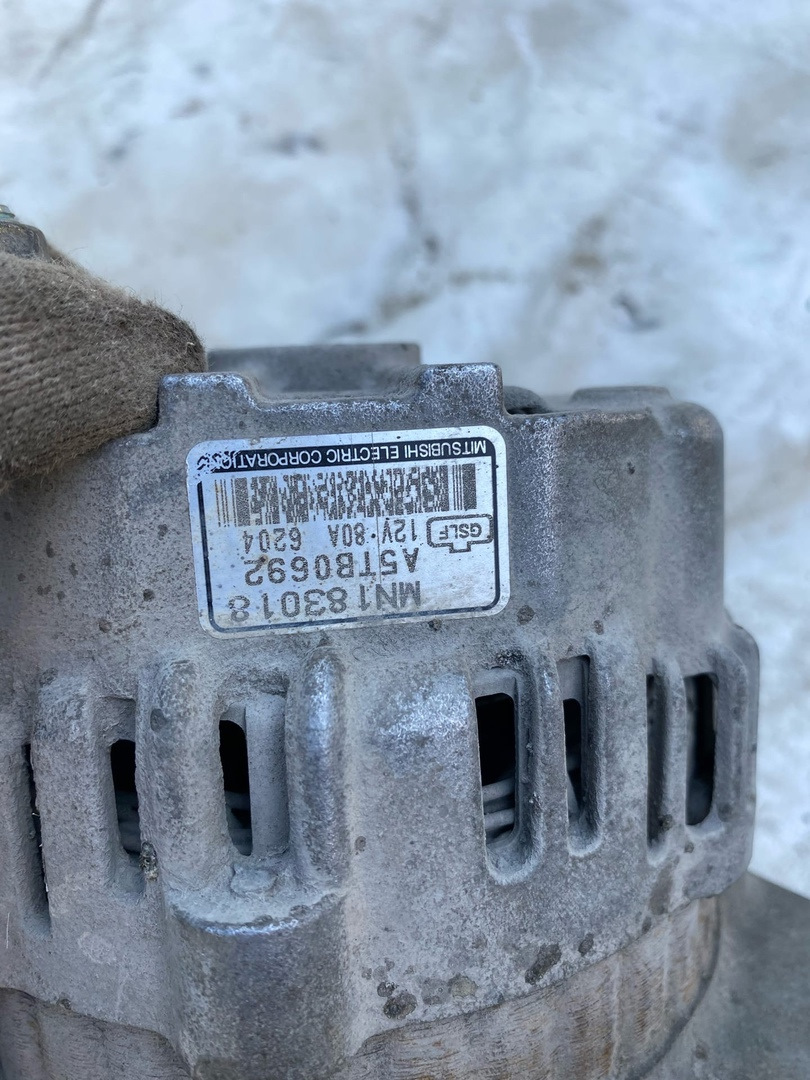 MN183018
A5TB0692
12V·80A 6204
GSLF
MITSUBISHI ELECTRIC CORPORATION